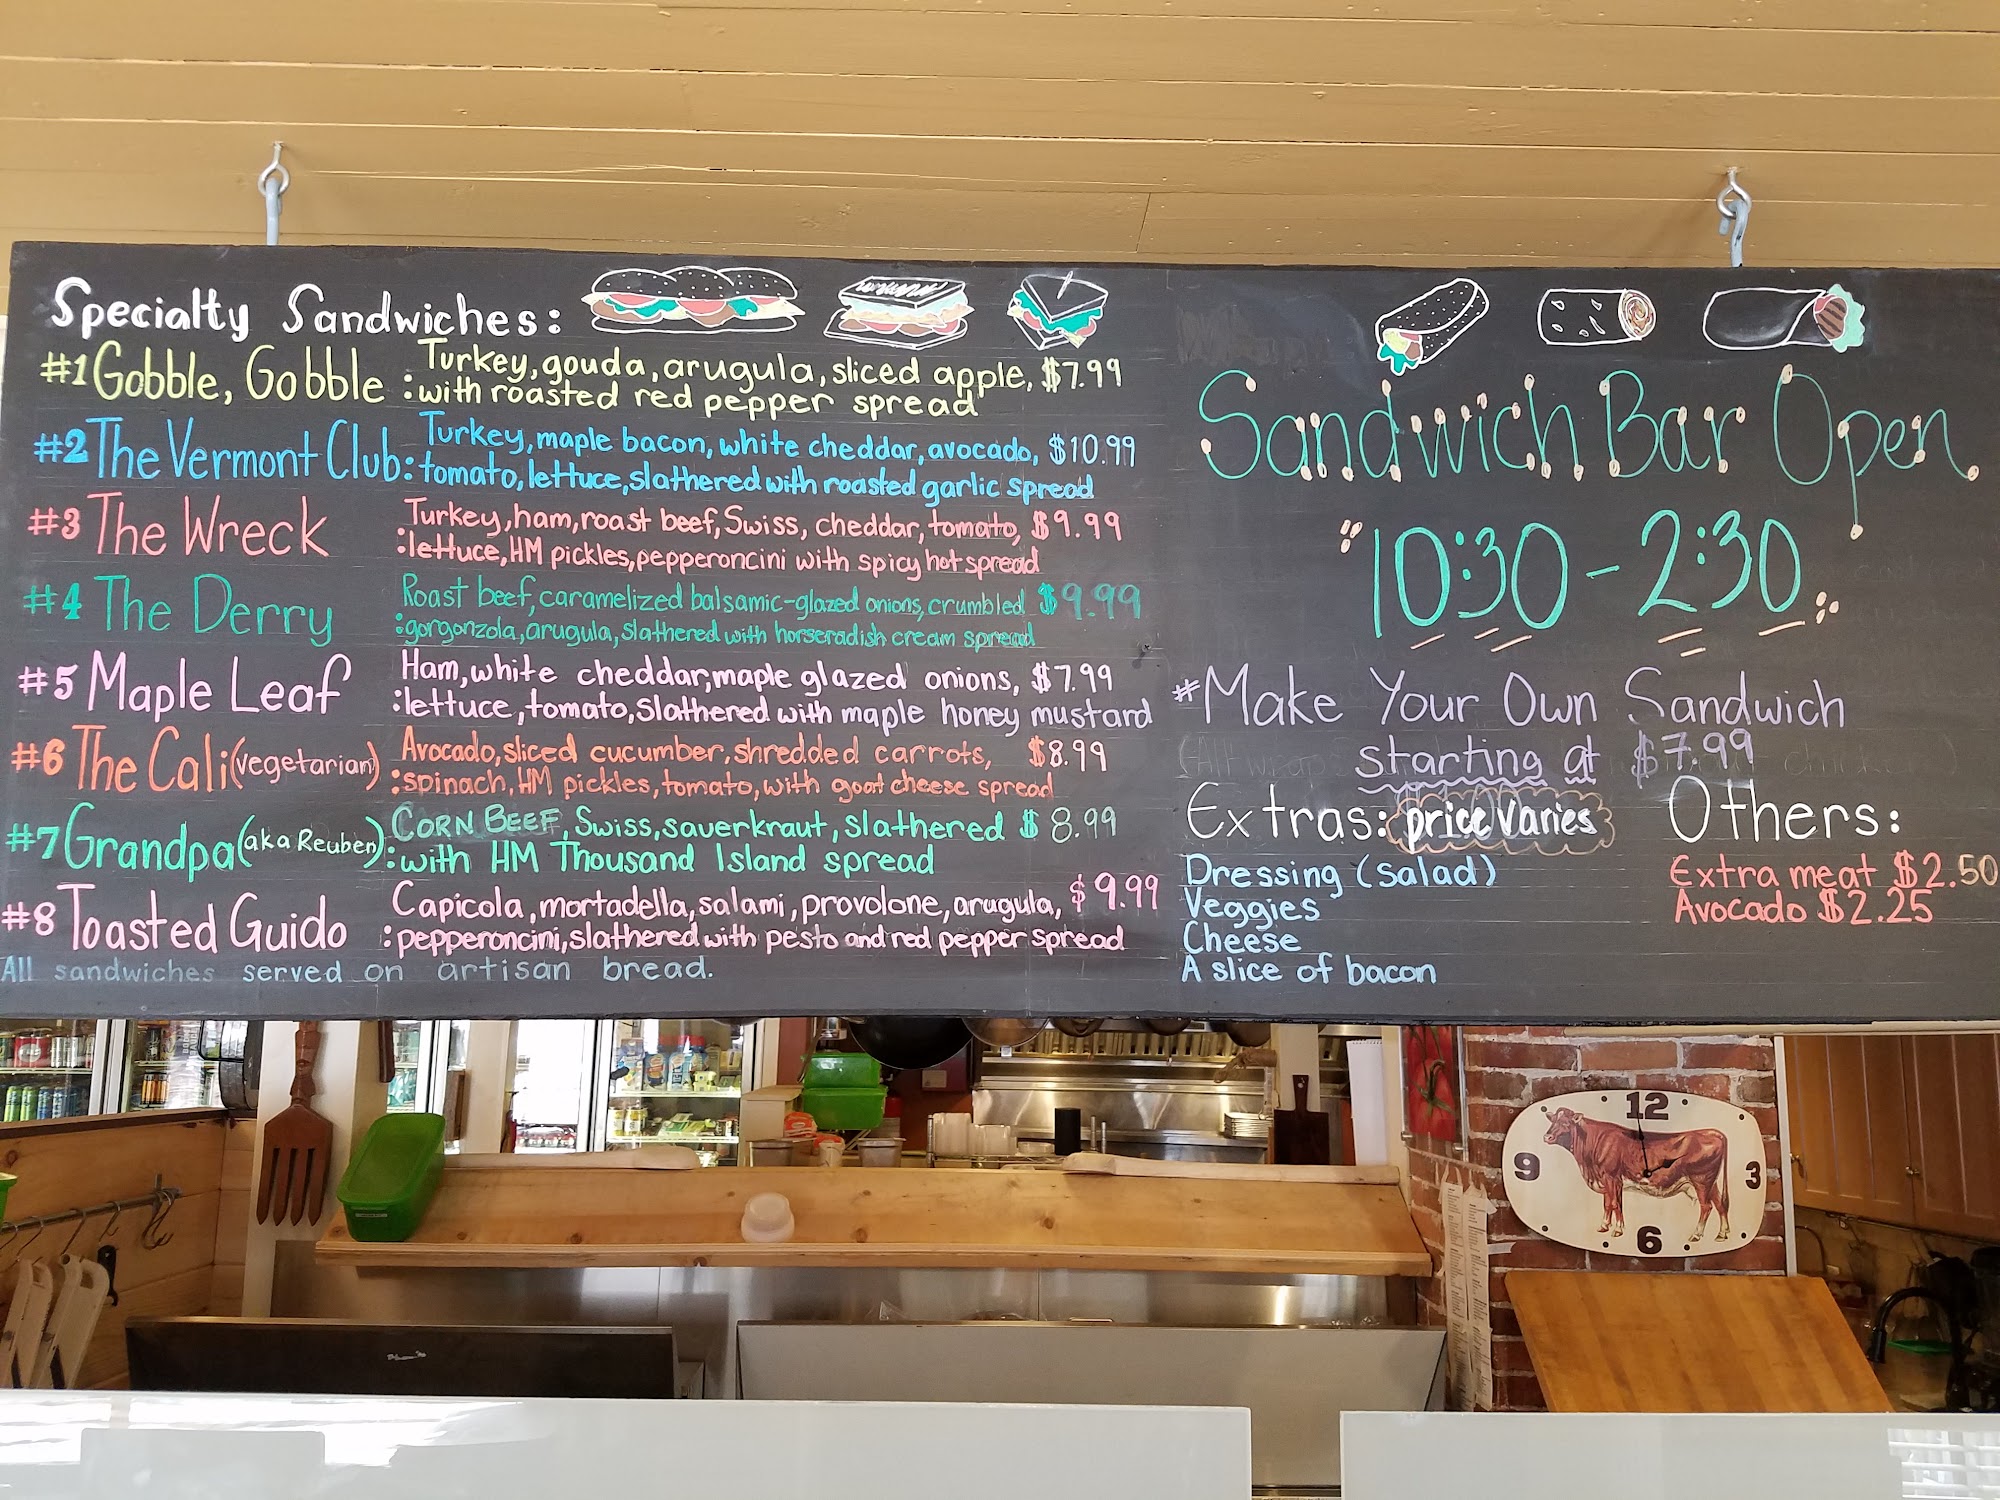 Specialty Sandwiches:
#1 Gobble, Gobble : Turkey, gouda, arugula, sliced apple, $7.99
with roasted red pepper spread
#2 The Vermont Club: Turkey, maple bacon, white cheddar, avocado, $10.99
tomato, lettuce, slathered with roasted garlic spread
#3 The Wreck : Turkey, ham, roast beef, Swiss, cheddar, tomato, $9.99
lettuce, HM pickles, pepperoncini with spicy hot spread
#4 The Derry : Roast beef, caramelized balsamic-glazed onions, crumbled $9.99
gorgonzola, arugula, slathered with horseradish cream spread
#5 Maple Leaf : Ham, white cheddar, maple glazed onions, $7.99
lettuce, tomato, slathered with maple honey mustard
#6 The Cali (vegetarian) : Avocado, sliced cucumber, shredded carrots, $8.99
spinach, HM pickles, tomato, with goat cheese spread
#7 Grandpa (aka Reuben) : CORN BEEF, Swiss, sauerkraut, slathered $8.99
with HM Thousand Island spread
#8 Toasted Guido : Capicola, mortadella, salami, provolone, arugula, $9.99
pepperoncini, slathered with pesto and red pepper spread
All sandwiches served on artisan bread.
Sandwich Bar Open
10:30 - 2:30
*Make Your Own Sandwich
starting at $7.99
Extras: price varies
Dressing (salad)
Veggies
Cheese
A slice of bacon
Others:
Extra meat $2.50
Avocado $2.25
12
9
3
6